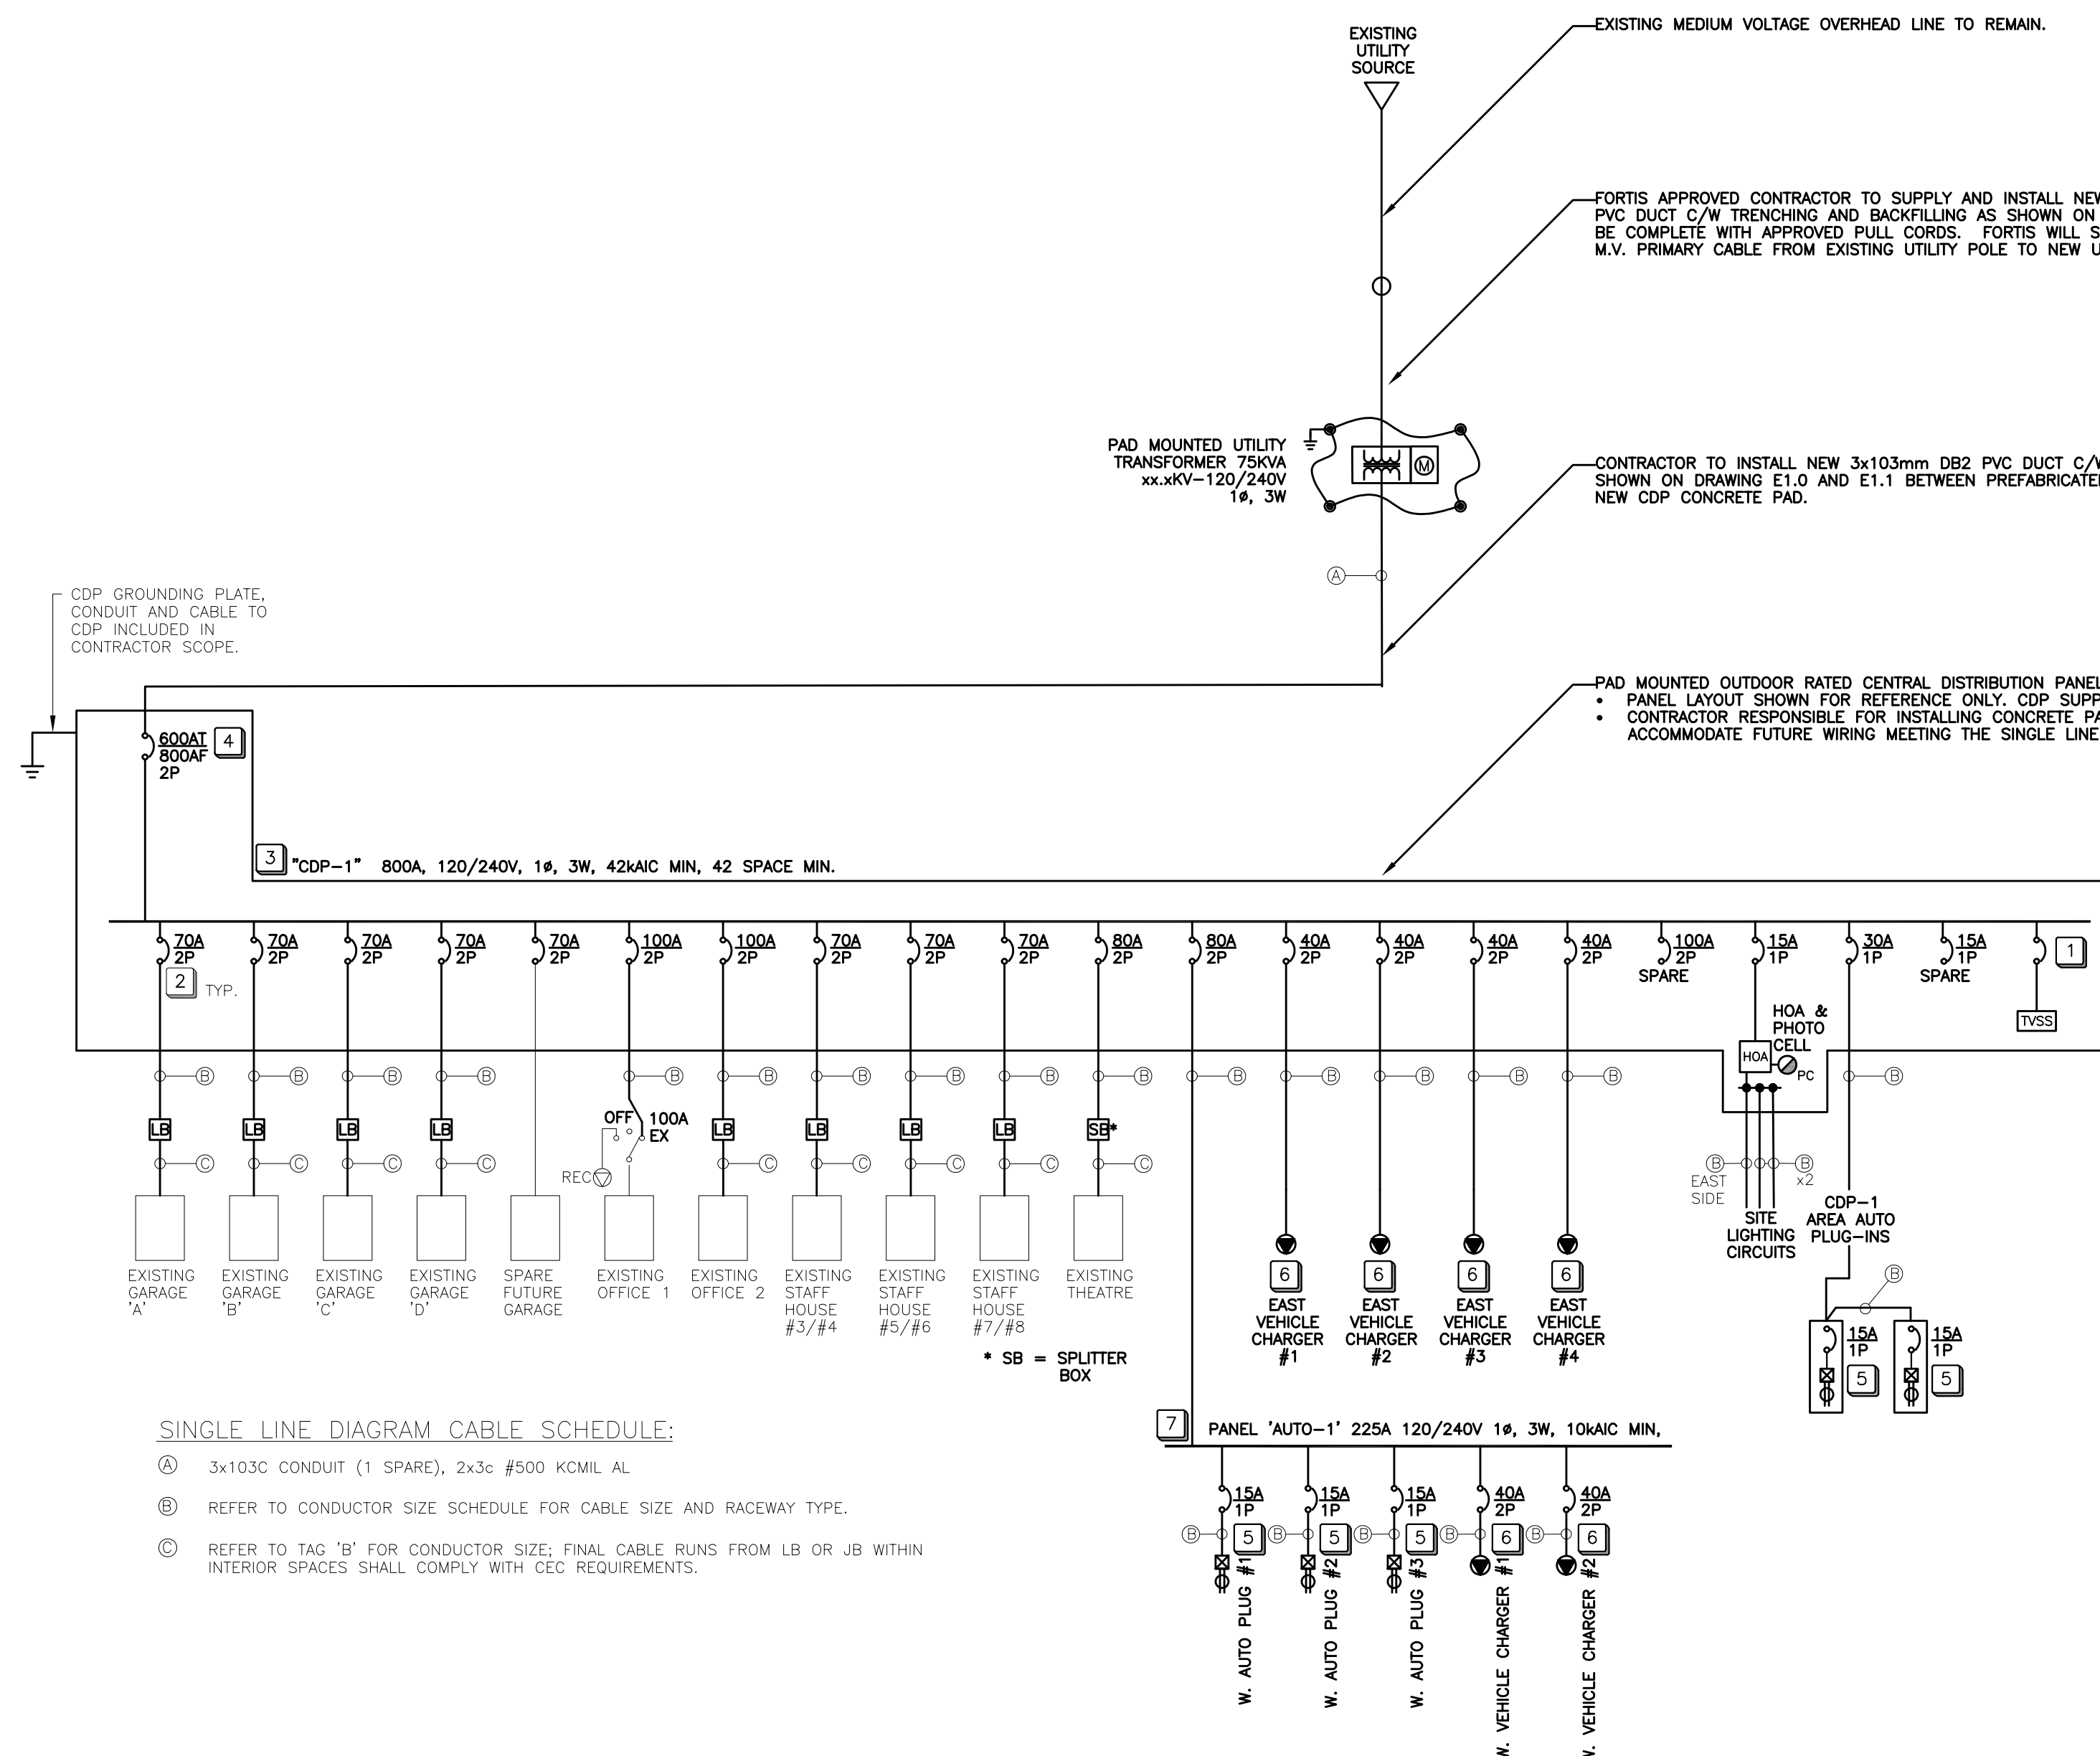 EXISTING
UTILITY
SOURCE
EXISTING MEDIUM VOLTAGE OVERHEAD LINE TO REMAIN.
FORTIS APPROVED CONTRACTOR TO SUPPLY AND INSTALL NEW
PVC DUCT C/W TRENCHING AND BACKFILLING AS SHOWN ON
BE COMPLETE WITH APPROVED PULL CORDS. FORTIS WILL S
M.V. PRIMARY CABLE FROM EXISTING UTILITY POLE TO NEW U
PAD MOUNTED UTILITY
TRANSFORMER 75KVA
xx.xKV-120/240V
1ø, 3W
M
CONTRACTOR TO INSTALL NEW 3x103mm DB2 PVC DUCT C/W
SHOWN ON DRAWING E1.0 AND E1.1 BETWEEN PREFABRICATED
NEW CDP CONCRETE PAD.
A
CDP GROUNDING PLATE,
CONDUIT AND CABLE TO
CDP INCLUDED IN
CONTRACTOR SCOPE.
PAD MOUNTED OUTDOOR RATED CENTRAL DISTRIBUTION PANEL
• PANEL LAYOUT SHOWN FOR REFERENCE ONLY. CDP SUPP
• CONTRACTOR RESPONSIBLE FOR INSTALLING CONCRETE PA
ACCOMMODATE FUTURE WIRING MEETING THE SINGLE LINE
600AT 4
800AF
2P
3 "CDP-1" 800A, 120/240V, 1ø, 3W, 42kAIC MIN, 42 SPACE MIN.
70A 70A 70A 70A 70A 100A 100A 70A 70A 70A 80A 80A 40A 40A 40A 40A 100A 15A 30A 15A 1
2P 2P 2P 2P 2P 2P 2P 2P 2P 2P 2P 2P 2P 2P 2P 2P 2P 1P 1P 1P
SPARE SPARE
2 TYP.
TVSS
HOA &
PHOTO
CELL
HOA
PC
B B B B B B B B B B B B B B B B
LB LB LB LB OFF 100A EX LB LB LB LB SB*
C C C C REC C C C C C
B B
EAST
SIDE
x2
SITE
LIGHTING
CIRCUITS
CDP-1
AREA AUTO
PLUG-INS
B
EXISTING
GARAGE
'A'
EXISTING
GARAGE
'B'
EXISTING
GARAGE
'C'
EXISTING
GARAGE
'D'
SPARE
FUTURE
GARAGE
EXISTING
OFFICE 1
EXISTING
OFFICE 2
EXISTING
STAFF
HOUSE
#3/#4
EXISTING
STAFF
HOUSE
#5/#6
EXISTING
STAFF
HOUSE
#7/#8
EXISTING
THEATRE
* SB = SPLITTER
BOX
6
EAST
VEHICLE
CHARGER
#1
6
EAST
VEHICLE
CHARGER
#2
6
EAST
VEHICLE
CHARGER
#3
6
EAST
VEHICLE
CHARGER
#4
15A
1P
5
15A
1P
5
SINGLE LINE DIAGRAM CABLE SCHEDULE:
A 3x103C CONDUIT (1 SPARE), 2x3c #500 KCMIL AL
B REFER TO CONDUCTOR SIZE SCHEDULE FOR CABLE SIZE AND RACEWAY TYPE.
C REFER TO TAG 'B' FOR CONDUCTOR SIZE; FINAL CABLE RUNS FROM LB OR JB WITHIN
INTERIOR SPACES SHALL COMPLY WITH CEC REQUIREMENTS.
7 PANEL 'AUTO-1' 225A 120/240V 1ø, 3W, 10kAIC MIN,
15A 15A 15A 40A 40A
1P 1P 1P 2P 2P
B 5 B 5 B 5 B 6 B 6
W. AUTO PLUG #1
W. AUTO PLUG #2
W. AUTO PLUG #3
W. VEHICLE CHARGER #1
W. VEHICLE CHARGER #2